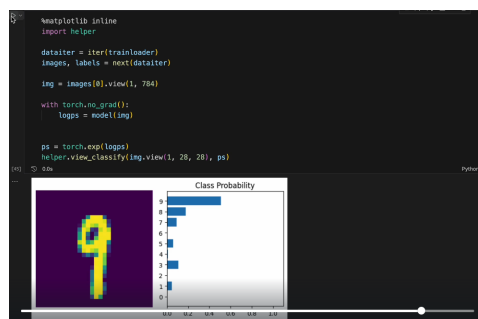 %matplotlib inline
import helper
dataiter = iter(trainloader)
images, labels = next(dataiter)
img = images[0].view(1, 784)
with torch.no_grad():
logps = model(img)
ps = torch.exp(logps)
helper.view_classify(img.view(1, 28, 28), ps)
0.0s
Python
Class Probability
9
8
7
6
5
4
3
2
1
0
0.0 0.2 0.4 0.6 0.8 1.0